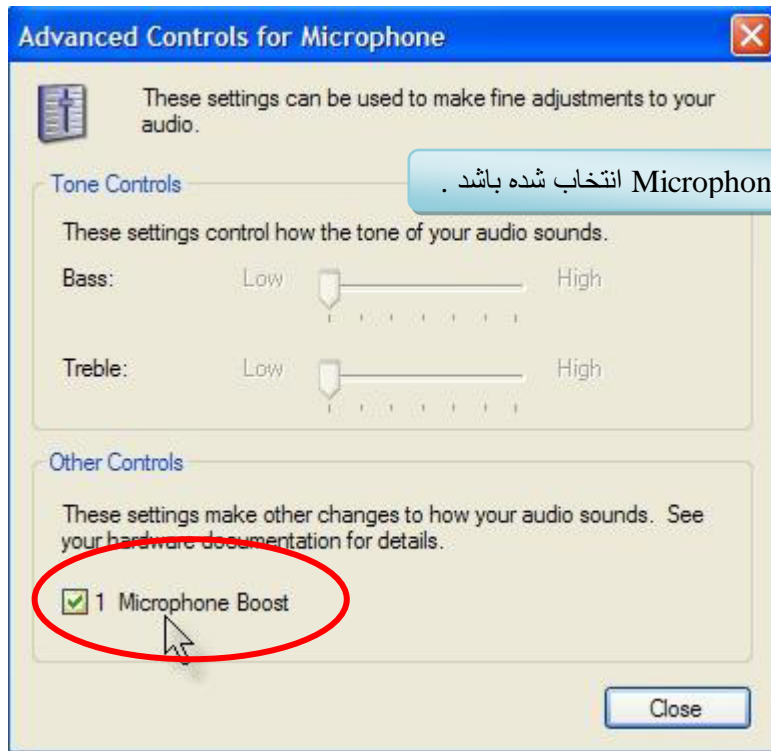 Advanced Controls for Microphone
These settings can be used to make fine adjustments to your
audio.
Microphon انتخاب شده باشد .
Tone Controls
These settings control how the tone of your audio sounds.
Bass: Low High
Treble: Low High
Other Controls
These settings make other changes to how your audio sounds. See
your hardware documentation for details.
1 Microphone Boost
Close